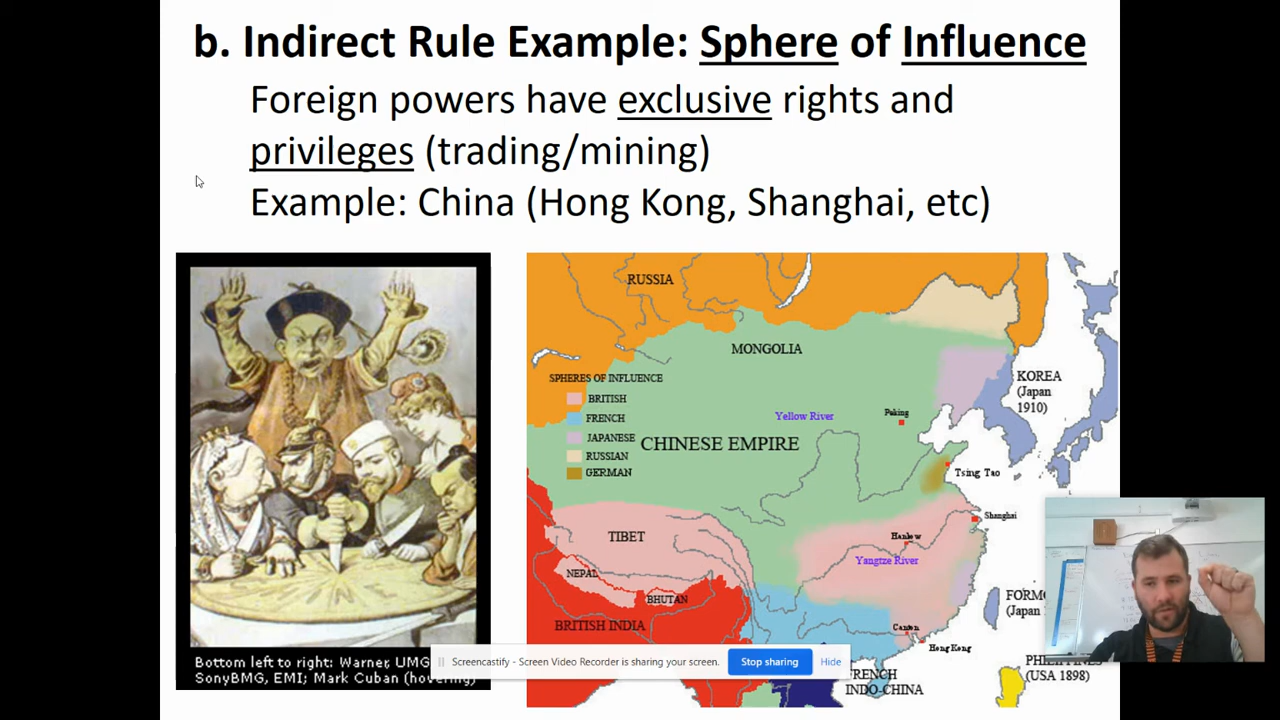 b. Indirect Rule Example: Sphere of Influence
Foreign powers have exclusive rights and
privileges (trading/mining)
Example: China (Hong Kong, Shanghai, etc)
Bottom left to right: Warner, UMG
SonyBMG, EMI; Mark Cuban (hovering)
RUSSIA
MONGOLIA
SPHERES OF INFLUENCE
BRITISH
FRENCH
JAPANESE
RUSSIAN
GERMAN
Yellow River
Peking
CHINESE EMPIRE
KOREA
(Japan
1910)
Tsing Tao
Shanghai
TIBET
Hankow
Yangtze River
NEPAL
BHUTAN
BRITISH INDIA
Canton
Hong Kong
FORMO
(Japan
FRENCH
INDO-CHINA
PHILIPPINES
(USA 1898)
Screencastify - Screen Video Recorder is sharing your screen.
Stop sharing
Hide